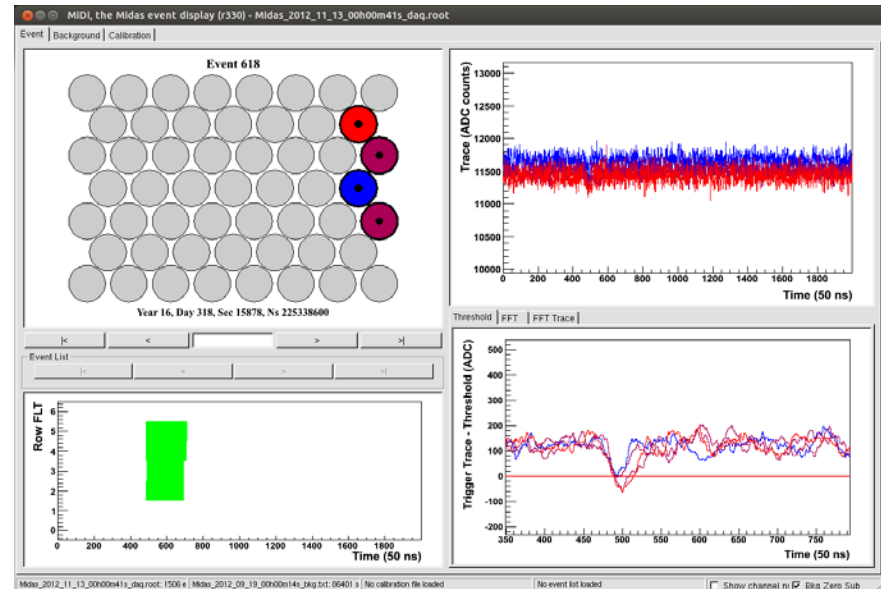 MiDi, the Midas event display (r330) - Midas_2012_11_13_00h00m41s_daq.root
Event Background Calibration
Event 618
Year 16, Day 318, Sec 15878, Ns 225338600
|< < > >|
Event List
|< < > >|
Row FLT
6
5
4
3
2
1
0
0 200 400 600 800 1000 1200 1400 1600 1800
Time (50 ns)
Trace (ADC counts)
13000
12500
12000
11500
11000
10500
10000
0 200 400 600 800 1000 1200 1400 1600 1800
Time (50 ns)
Threshold FFT FFT Trace
Trigger Trace - Threshold (ADC)
500
400
300
200
100
0
-100
-200
350 400 450 500 550 600 650 700 750
Time (50 ns)
Midas_2012_11_13_00h00m41s_daq.root: 1506 e Midas_2012_09_19_00h00m14s_bkg.txt: 86401 s No calibration file loaded No event list loaded Show channel Bkg Zero Sub